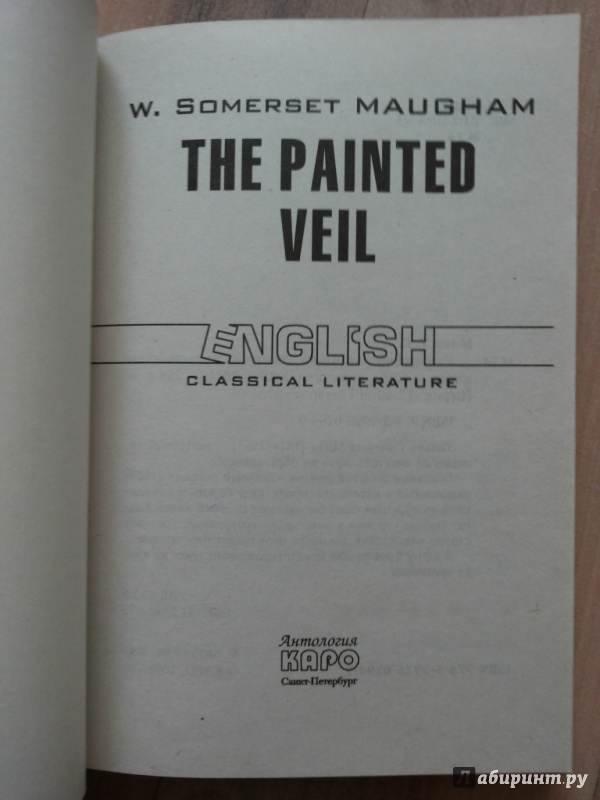 W. SOMERSET MAUGHAM
THE PAINTED
VEIL
ENGLISH
CLASSICAL LITERATURE
Антология
КАРО
Санкт-Петербург
лабиринт.ру